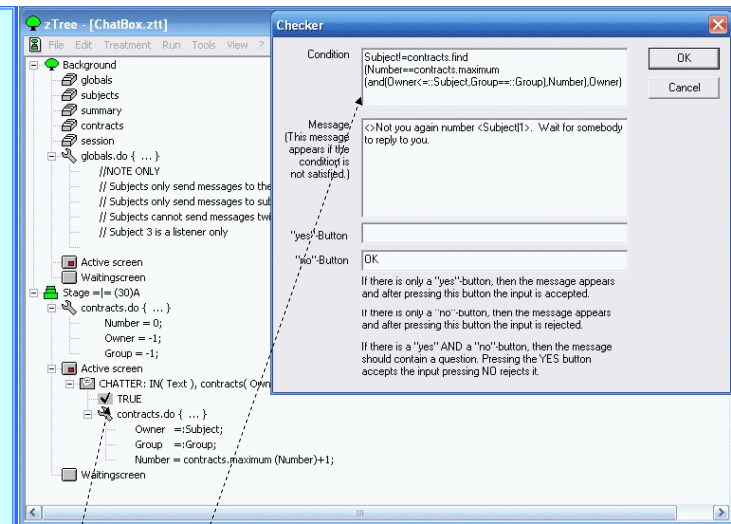 zTree - [ChatBox.ztt]
File Edit Treatment Run Tools View ?
Background
globals
subjects
summary
contracts
session
globals.do { ... }
//NOTE ONLY
// Subjects only send messages to the
// Subjects only send messages to sub
// Subjects cannot send messages twi
// Subject 3 is a listener only
Active screen
Waitingscreen
Stage =|= (30)A
contracts.do { ... }
Number = 0;
Owner = -1;
Group = -1;
Active screen
CHATTER: IN( Text ), contracts( Own
TRUE
contracts.do { ... }
Owner =:Subject;
Group =:Group;
Number = contracts.maximum (Number)+1;
Waitingscreen
Checker
Condition
Subject!=contracts.find
(Number==contracts.maximum
(and(Owner<=::Subject,Group==::Group),Number),Owner)
OK
Cancel
Message
(This message
appears if the
condition is
not satisfied.)
<>Not you again number <Subject|1>. Wait for somebody
to reply to you.
"yes"-Button
"no"-Button
OK
If there is only a "yes"-button, then the message appears
and after pressing this button the input is accepted.
If there is only a "no"-button, then the message appears
and after pressing this button the input is rejected.
If there is a "yes" AND a "no"-button, then the message
should contain a question. Pressing the YES button
accepts the input pressing NO rejects it.